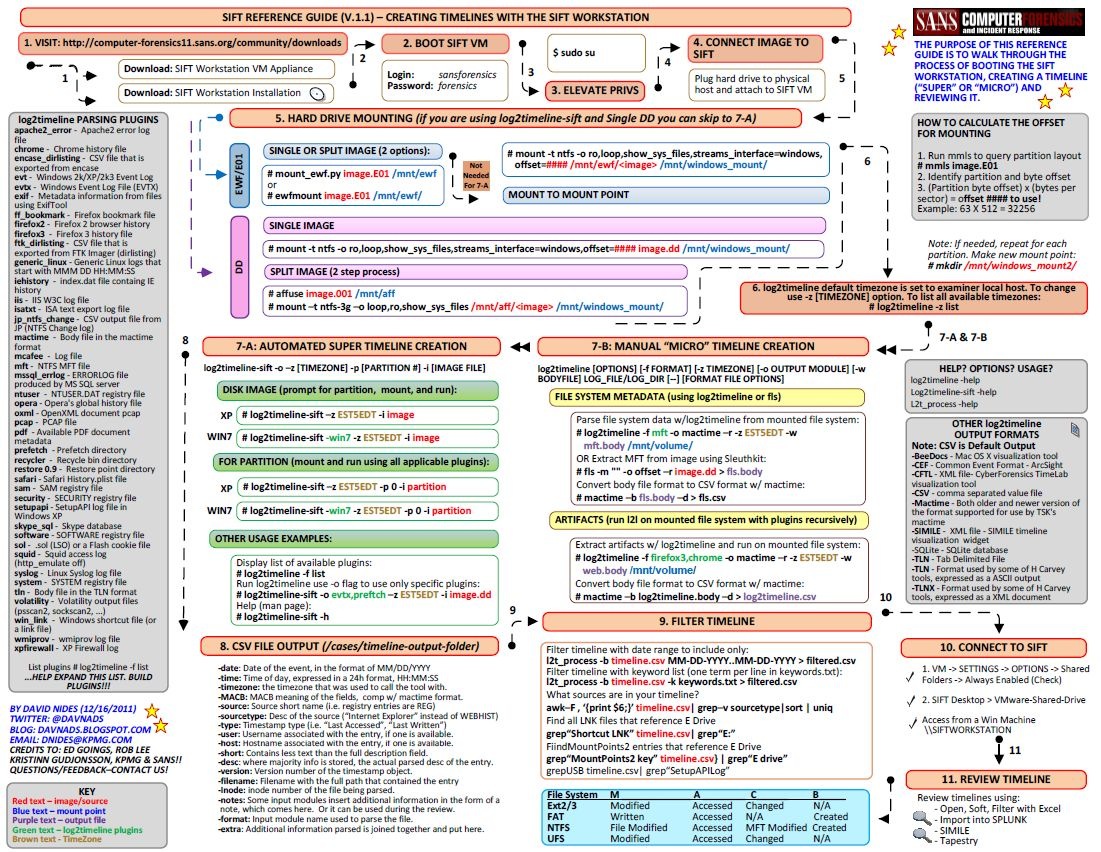 SIFT REFERENCE GUIDE (V.1.1) – CREATING TIMELINES WITH THE SIFT WORKSTATION
SANS COMPUTERFORENSICS
and INCIDENT RESPONSE
THE PURPOSE OF THIS REFERENCE
GUIDE IS TO WALK THROUGH THE
PROCESS OF BOOTING THE SIFT
WORKSTATION, CREATING A TIMELINE
("SUPER" OR "MICRO") AND
REVIEWING IT.
1. VISIT: http://computer-forensics11.sans.org/community/downloads
1
Download: SIFT Workstation VM Appliance
Download: SIFT Workstation Installation
2
2. BOOT SIFT VM
Login: sansforensics
Password: forensics
3
$ sudo su
3. ELEVATE PRIVS
4
4. CONNECT IMAGE TO
SIFT
Plug hard drive to physical
host and attach to SIFT VM
5
log2timeline PARSING PLUGINS
apache2_error - Apache2 error log
file
chrome - Chrome history file
encase_dirlisting - CSV file that is
exported from encase
evt - Windows 2k/XP/2k3 Event Log
evtx - Windows Event Log File (EVTX)
exif - Metadata information from files
using ExifTool
ff_bookmark - Firefox bookmark file
firefox2 - Firefox 2 browser history
firefox3 - Firefox 3 history file
ftk_dirlisting - CSV file that is
exported from FTK Imager (dirlisting)
generic_linux - Generic Linux logs that
start with MMM DD HH:MM:SS
iehistory - index.dat file containg IE
history
iis - IIS W3C log file
isatxt - ISA text export log file
jp_ntfs_change - CSV output file from
JP (NTFS Change log)
mactime - Body file in the mactime
format
mcafee - Log file
mft - NTFS MFT file
mssql_errlog - ERRORLOG file
produced by MS SQL server
ntuser - NTUSER.DAT registry file
opera - Opera's global history file
oxml - OpenXML document pcap
pcap - PCAP file
pdf - Available PDF document
metadata
prefetch - Prefetch directory
recycler - Recycle bin directory
restore 0.9 - Restore point directory
safari - Safari History.plist file
sam - SAM registry file
security - SECURITY registry file
setupapi - SetupAPI log file in
Windows XP
skype_sql - Skype database
software - SOFTWARE registry file
sol - .sol (LSO) or a Flash cookie file
squid - Squid access log
(http_emulate off)
syslog - Linux Syslog log file
system - SYSTEM registry file
tln - Body file in the TLN format
volatility - Volatility output files
(psscan2, sockscan2, ...)
win_link - Windows shortcut file (or
a link file)
wmiprov - wmiprov log file
xpfirewall - XP Firewall log
List plugins # log2timeline -f list
...HELP EXPAND THIS LIST. BUILD
PLUGINS!!!
BY DAVID NIDES (12/16/2011)
TWITTER: @DAVNADS
BLOG: DAVNADS.BLOGSPOT.COM
EMAIL: DNIDES@KPMG.COM
CREDITS TO: ED GOINGS, ROB LEE
KRISTINN GUDJONSSON, KPMG & SANS!!
QUESTIONS/FEEDBACK–CONTACT US!
KEY
Red text – image/source
Blue text – mount point
Purple text – output file
Green text – log2timeline plugins
Brown text - TimeZone
5. HARD DRIVE MOUNTING (if you are using log2timeline-sift and Single DD you can skip to 7-A)
EWF/E01
SINGLE OR SPLIT IMAGE (2 options):
# mount_ewf.py image.E01 /mnt/ewf
or
# ewfmount image.E01 /mnt/ewf/
Not
Needed
For 7-A
# mount -t ntfs -o ro,loop,show_sys_files,streams_interface=windows,
offset=#### /mnt/ewf/<image> /mnt/windows_mount/
MOUNT TO MOUNT POINT
DD
SINGLE IMAGE
# mount -t ntfs -o ro,loop,show_sys_files,streams_interface=windows,offset=#### image.dd /mnt/windows_mount/
SPLIT IMAGE (2 step process)
# affuse image.001 /mnt/aff
# mount –t ntfs-3g –o loop,ro,show_sys_files /mnt/aff/<image> /mnt/windows_mount/
6
HOW TO CALCULATE THE OFFSET
FOR MOUNTING
1. Run mmls to query partition layout
# mmls image.E01
2. Identify partition and byte offset
3. (Partition byte offset) x (bytes per
sector) = offset #### to use!
Example: 63 X 512 = 32256
Note: If needed, repeat for each
partition. Make new mount point:
# mkdir /mnt/windows_mount2/
6. log2timeline default timezone is set to examiner local host. To change
use -z [TIMEZONE] option. To list all available timezones:
# log2timeline -z list
7-A & 7-B
8
7-A: AUTOMATED SUPER TIMELINE CREATION
log2timeline-sift -o –z [TIMEZONE] -p [PARTITION #] -i [IMAGE FILE]
DISK IMAGE (prompt for partition, mount, and run):
XP
# log2timeline-sift –z EST5EDT -i image
WIN7
# log2timeline-sift -win7 -z EST5EDT -i image
FOR PARTITION (mount and run using all applicable plugins):
XP
# log2timeline-sift –z EST5EDT -p 0 -i partition
WIN7
# log2timeline-sift -win7 -z EST5EDT -p 0 -i partition
OTHER USAGE EXAMPLES:
Display list of available plugins:
# log2timeline -f list
Run log2timeline use -o flag to use only specific plugins:
# log2timeline-sift -o evtx,preftch –z EST5EDT -i image.dd
Help (man page):
# log2timeline-sift -h
7-B: MANUAL "MICRO" TIMELINE CREATION
log2timeline [OPTIONS] [-f FORMAT] [-z TIMEZONE] [-o OUTPUT MODULE] [-w
BODYFILE] LOG_FILE/LOG_DIR [--] [FORMAT FILE OPTIONS]
FILE SYSTEM METADATA (using log2timeline or fls)
Parse file system data w/log2timeline from mounted file system:
# log2timeline -f mft -o mactime –r -z EST5EDT -w
mft.body /mnt/volume/
OR Extract MFT from image using Sleuthkit:
# fls -m "" -o offset –r image.dd > fls.body
Convert body file format to CSV format w/ mactime:
# mactime –b fls.body –d > fls.csv
ARTIFACTS (run l2l on mounted file system with plugins recursively)
Extract artifacts w/ log2timeline and run on mounted file system:
# log2timeline -f firefox3,chrome -o mactime –r -z EST5EDT -w
web.body /mnt/volume/
Convert body file format to CSV format w/ mactime:
# mactime –b log2timeline.body –d > log2timeline.csv
HELP? OPTIONS? USAGE?
log2timeline -help
Log2timeline-sift -help
L2t_process -help
OTHER log2timeline
OUTPUT FORMATS
Note: CSV is Default Output
-BeeDocs - Mac OS X visualization tool
-CEF - Common Event Format - ArcSight
-CFTL - XML file- CyberForensics TimeLab
visualization tool
-CSV - comma separated value file
-Mactime - Both older and newer version of
the format supported for use by TSK's
mactime
-SIMILE - XML file - SIMILE timeline
visualization widget
-SQLite - SQLite database
-TLN - Tab Delimited File
-TLN - Format used by some of H Carvey
tools, expressed as a ASCII output
-TLNX - Format used by some of H Carvey
tools, expressed as a XML document
8. CSV FILE OUTPUT (/cases/timeline-output-folder)
-date: Date of the event, in the format of MM/DD/YYYY
-time: Time of day, expressed in a 24h format, HH:MM:SS
-timezone: the timezone that was used to call the tool with.
-MACB: MACB meaning of the fields, comp w/ mactime format.
-source: Source short name (i.e. registry entries are REG)
-sourcetype: Desc of the source ("Internet Explorer" instead of WEBHIST)
-type: Timestamp type (i.e. "Last Accessed", "Last Written")
-user: Username associated with the entry, if one is available.
-host: Hostname associated with the entry, if one is available.
-short: Contains less text than the full description field.
-desc: where majority info is stored, the actual parsed desc of the entry.
-version: Version number of the timestamp object.
-filename: Filename with the full path that contained the entry
-inode: inode number of the file being parsed.
-notes: Some input modules insert additional information in the form of a
note, which comes here. Or it can be used during the review.
-format: Input module name used to parse the file.
-extra: Additional information parsed is joined together and put here.
9
9. FILTER TIMELINE
Filter timeline with date range to include only:
l2t_process -b timeline.csv MM-DD-YYYY..MM-DD-YYYY > filtered.csv
Filter timeline with keyword list (one term per line in keywords.txt):
l2t_process -b timeline.csv -k keywords.txt > filtered.csv
What sources are in your timeline?
awk –F , '{print $6;}' timeline.csv| grep –v sourcetype|sort | uniq
Find all LNK files that reference E Drive
grep"Shortcut LNK" timeline.csv| grep"E:"
FiindMountPoints2 entries that reference E Drive
grep"MountPoints2 key" timeline.csv} | grep"E drive"
grepUSB timeline.csv| grep"SetupAPILog"
File System M A C B
Ext2/3 Modified Accessed Changed N/A
FAT Written Accessed N/A Created
NTFS File Modified Accessed MFT Modified Created
UFS Modified Accessed Changed N/A
10
10. CONNECT TO SIFT
1. VM -> SETTINGS -> OPTIONS -> Shared
Folders -> Always Enabled (Check)
2. SIFT Desktop > VMware-Shared-Drive
Access from a Win Machine
\\SIFTWORKSTATION
11
11. REVIEW TIMELINE
Review timelines using:
- Open, Soft, Filter with Excel
- Import into SPLUNK
- SIMILE
- Tapestry